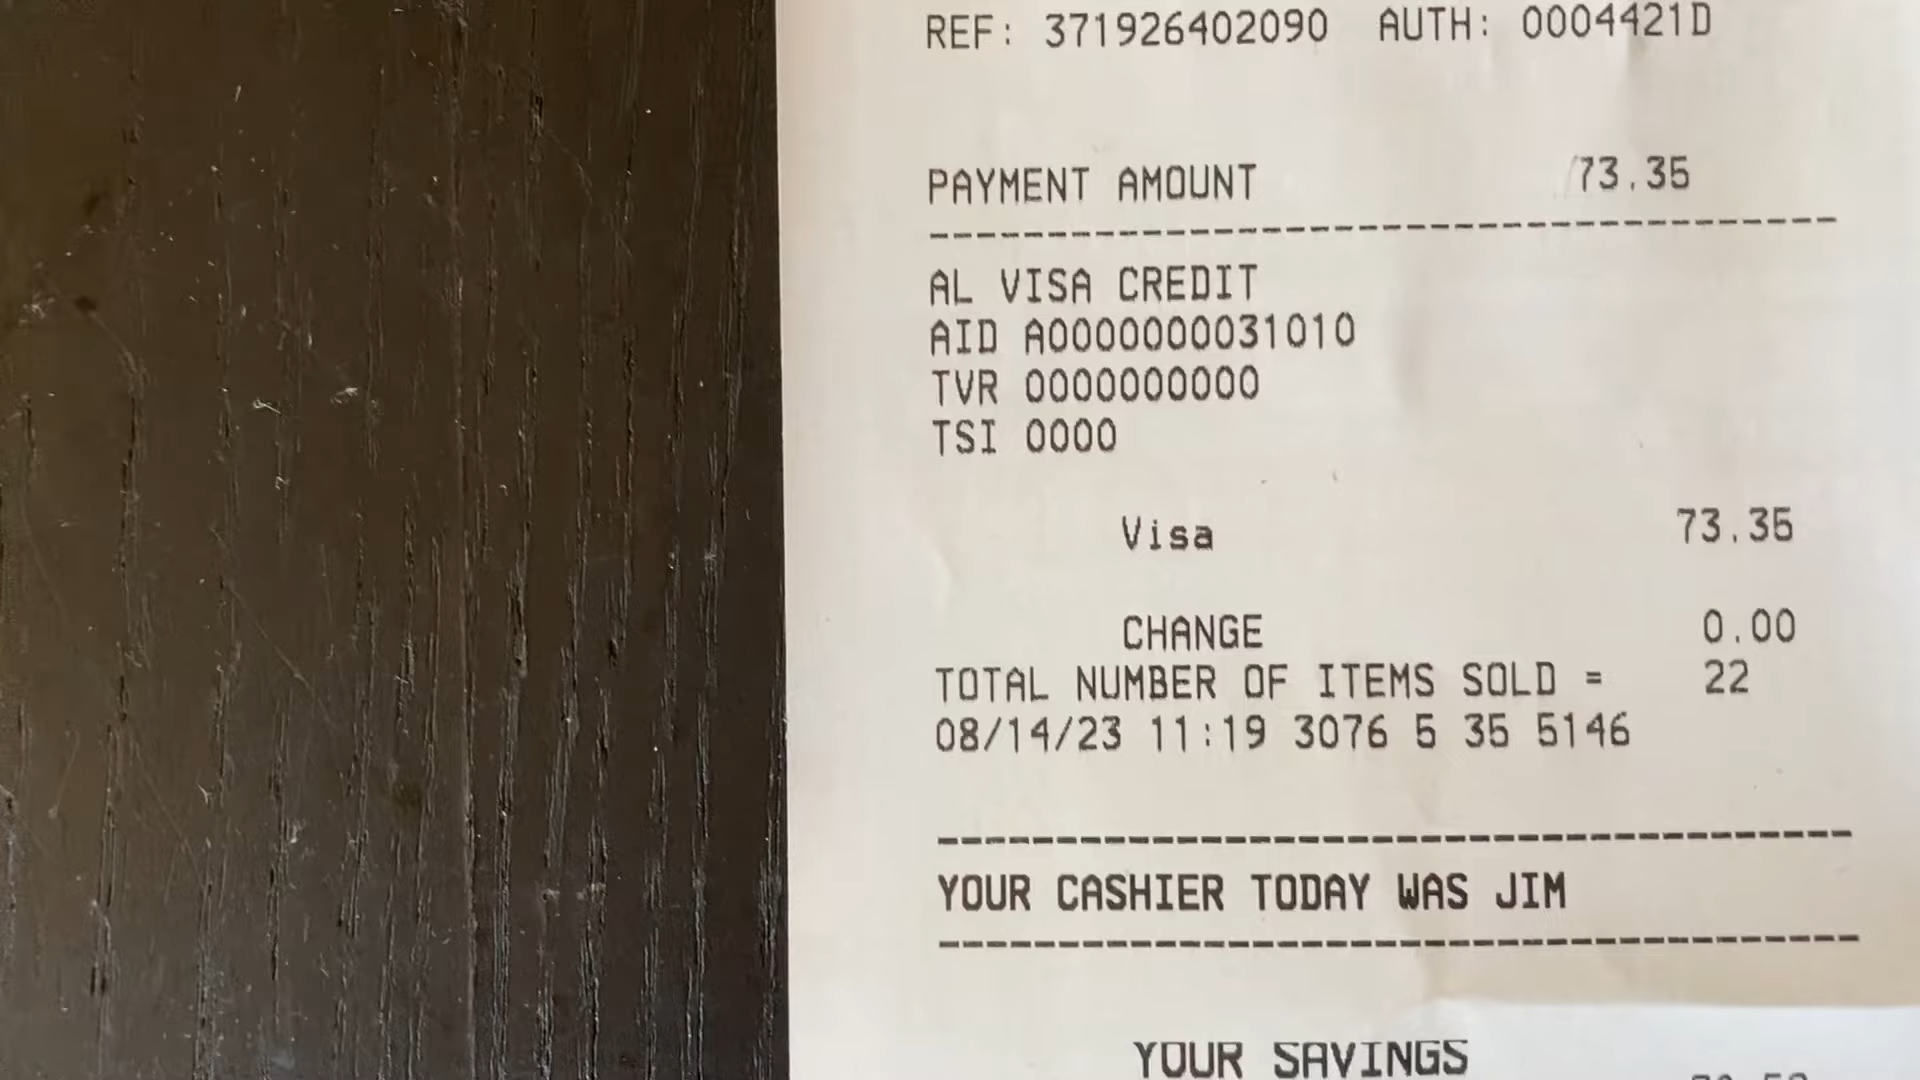 REF: 371926402090 AUTH: 0004421D
PAYMENT AMOUNT 73.35
--------------------------------------
AL VISA CREDIT
AID A0000000031010
TVR 0000000000
TSI 0000
Visa 73.35
CHANGE 0.00
TOTAL NUMBER OF ITEMS SOLD = 22
08/14/23 11:19 3076 5 35 5146
--------------------------------------
YOUR CASHIER TODAY WAS JIM
--------------------------------------
YOUR SAVINGS